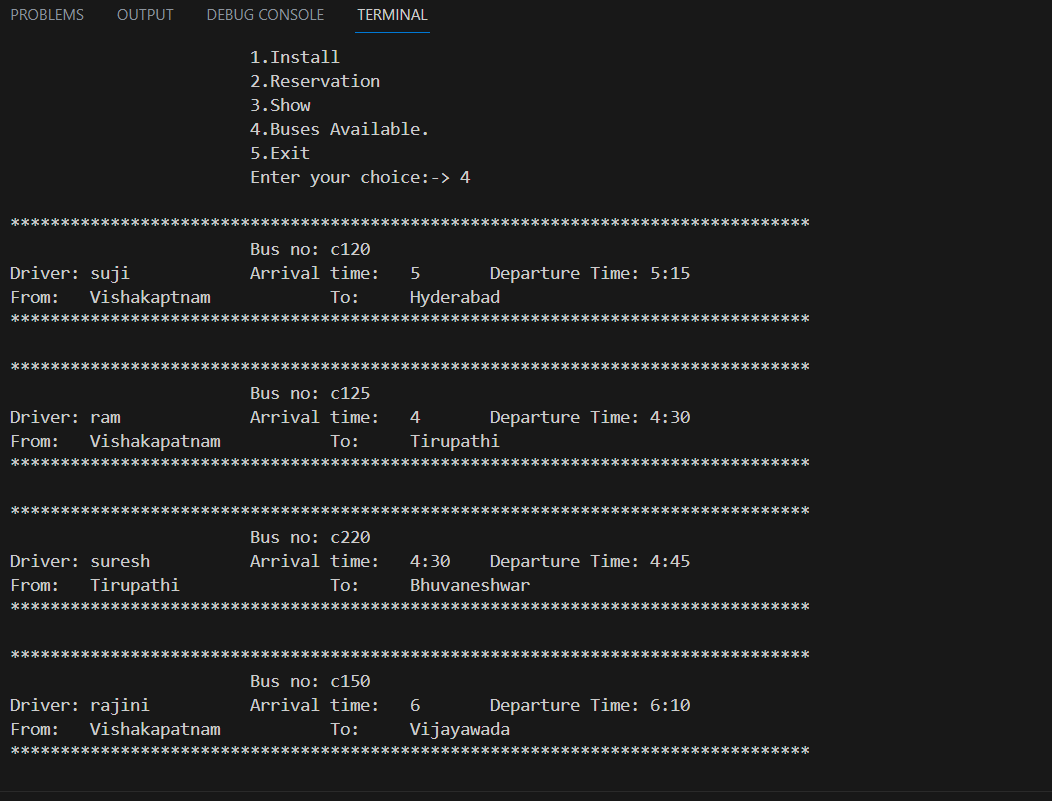 PROBLEMS OUTPUT DEBUG CONSOLE TERMINAL
1.Install
2.Reservation
3.Show
4.Buses Available.
5.Exit
Enter your choice:-> 4
********************************************************************************
Bus no: c120
Driver: suji Arrival time: 5 Departure Time: 5:15
From: Vishakaptnam To: Hyderabad
********************************************************************************
********************************************************************************
Bus no: c125
Driver: ram Arrival time: 4 Departure Time: 4:30
From: Vishakapatnam To: Tirupathi
********************************************************************************
********************************************************************************
Bus no: c220
Driver: suresh Arrival time: 4:30 Departure Time: 4:45
From: Tirupathi To: Bhuvaneshwar
********************************************************************************
********************************************************************************
Bus no: c150
Driver: rajini Arrival time: 6 Departure Time: 6:10
From: Vishakapatnam To: Vijayawada
********************************************************************************